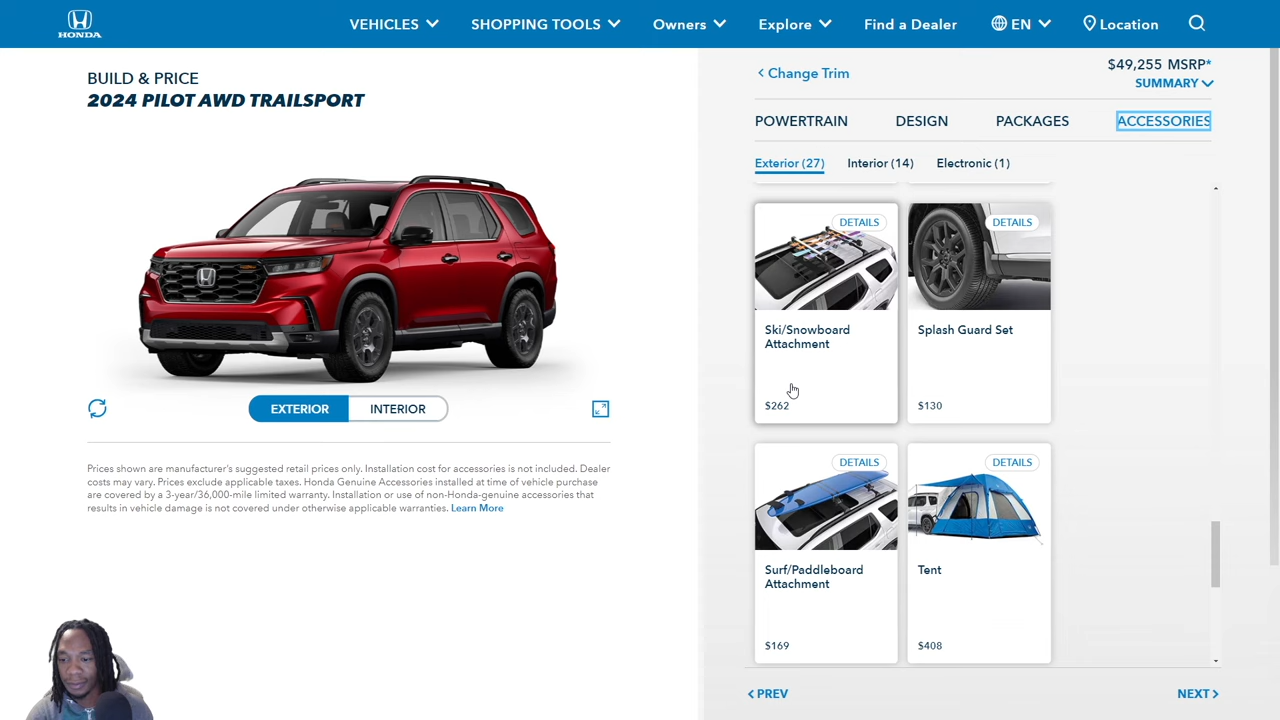 HONDA
VEHICLES
SHOPPING TOOLS
Owners
Explore
Find a Dealer
EN
Location
BUILD & PRICE
2024 PILOT AWD TRAILSPORT
EXTERIOR
INTERIOR
Prices shown are manufacturer's suggested retail prices only. Installation cost for accessories is not included. Dealer
costs may vary. Prices exclude applicable taxes. Honda Genuine Accessories installed at time of vehicle purchase
are covered by a 3-year/36,000-mile limited warranty. Installation or use of non-Honda-genuine accessories that
results in vehicle damage is not covered under otherwise applicable warranties. Learn More
< Change Trim
$49,255 MSRP*
SUMMARY
POWERTRAIN
DESIGN
PACKAGES
ACCESSORIES
Exterior (27)
Interior (14)
Electronic (1)
DETAILS
Ski/Snowboard
Attachment
$262
DETAILS
Splash Guard Set
$130
DETAILS
Surf/Paddleboard
Attachment
$169
DETAILS
Tent
$408
< PREV
NEXT >